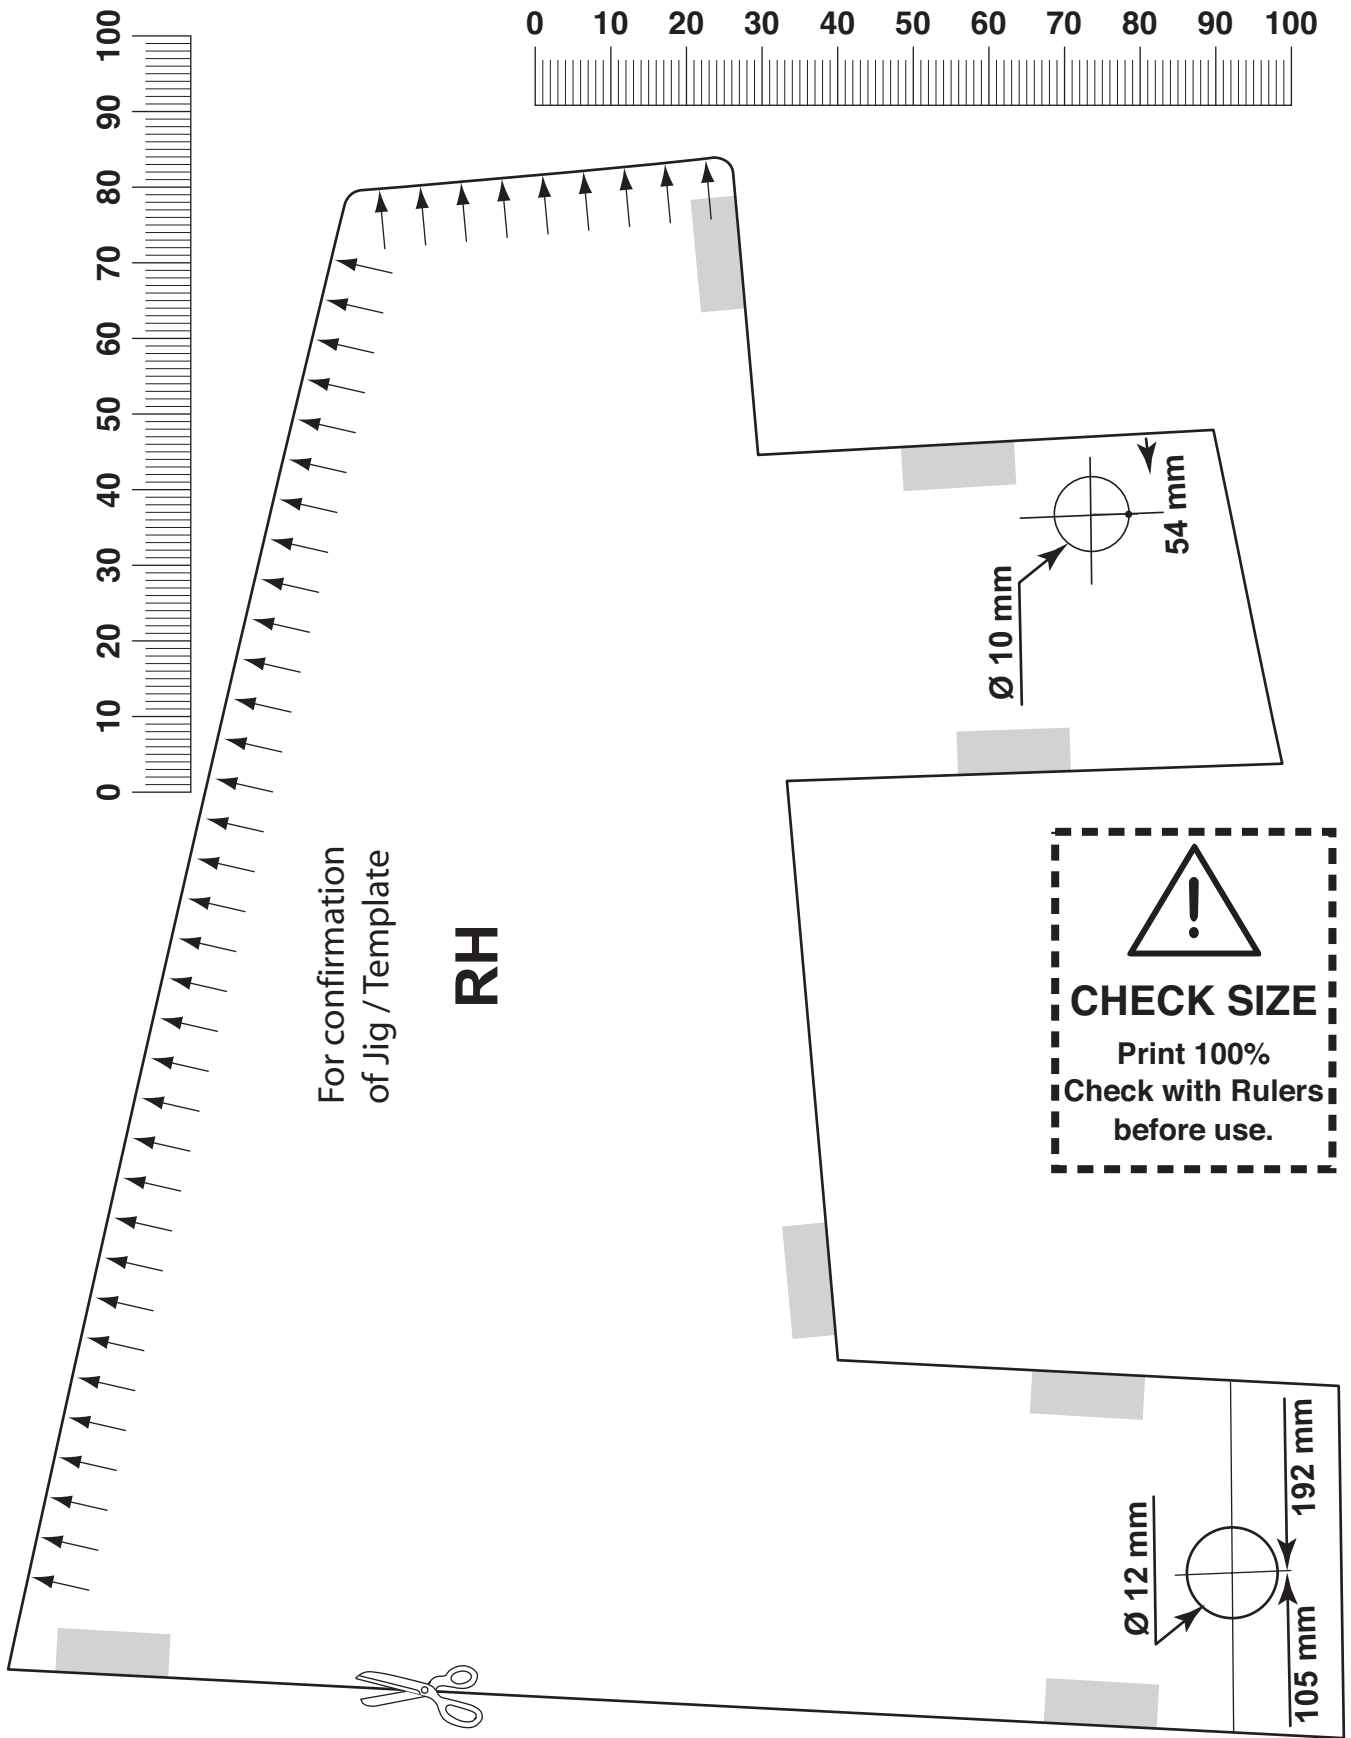 0 10 20 30 40 50 60 70 80 90 100
100
90
80
70
60
50
40
30
20
10
0
54 mm
Ø 10 mm
For confirmation
of Jig / Template
RH
!
CHECK SIZE
Print 100%
Check with Rulers
before use.
192 mm
Ø 12 mm
105 mm